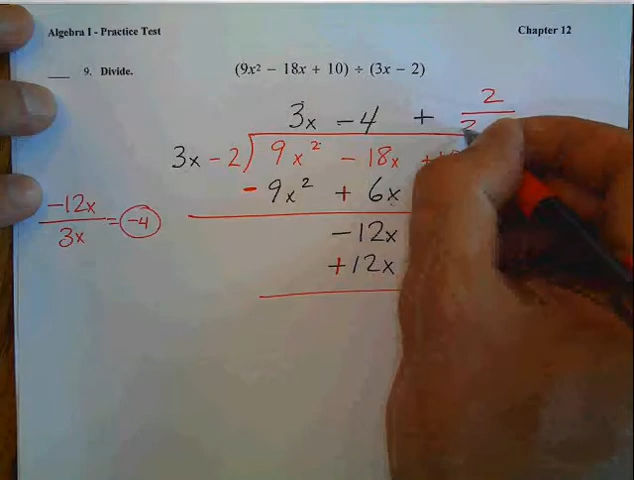 Algebra I - Practice Test Chapter 12
___ 9. Divide. (9x² − 18x + 10) ÷ (3x − 2)
3x − 4 + 2
3x − 2 ) 9x² − 18x
− 9x² + 6x
−12x
+12x
−12x
3x
= −4